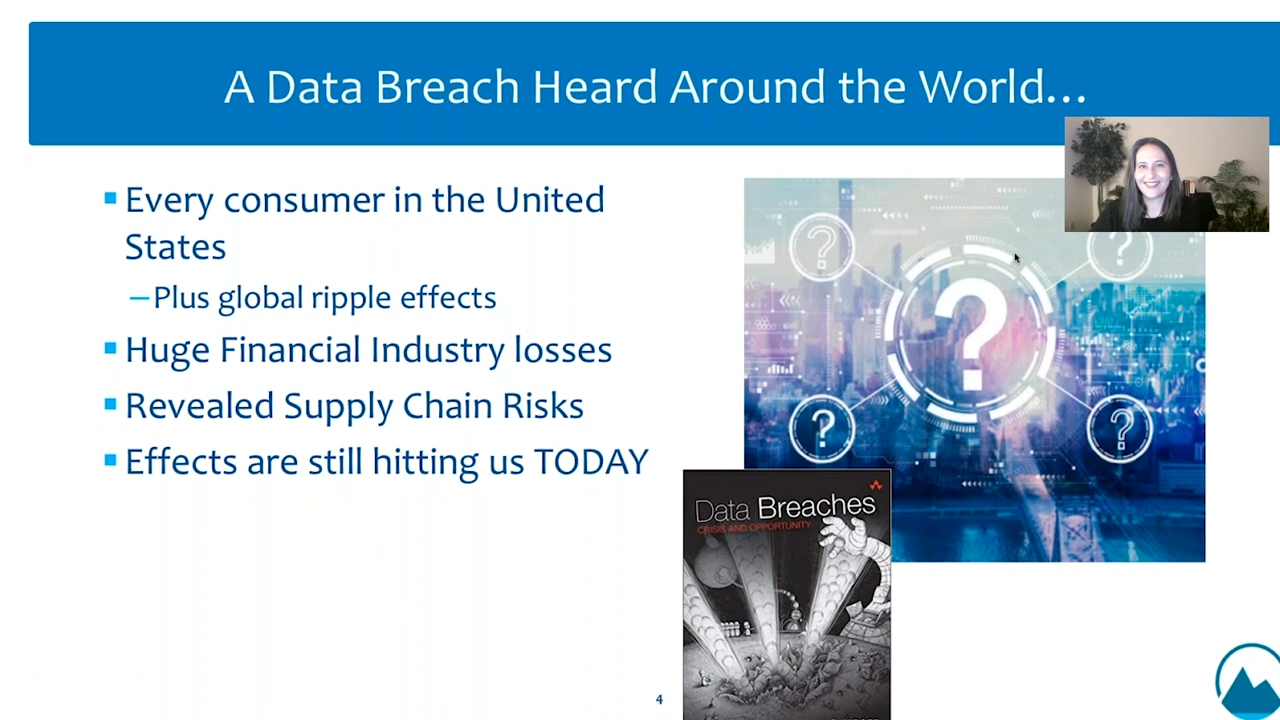 A Data Breach Heard Around the World...
Every consumer in the United
States
–Plus global ripple effects
Huge Financial Industry losses
Revealed Supply Chain Risks
Effects are still hitting us TODAY
Data Breaches
CRISIS AND OPPORTUNITY
4